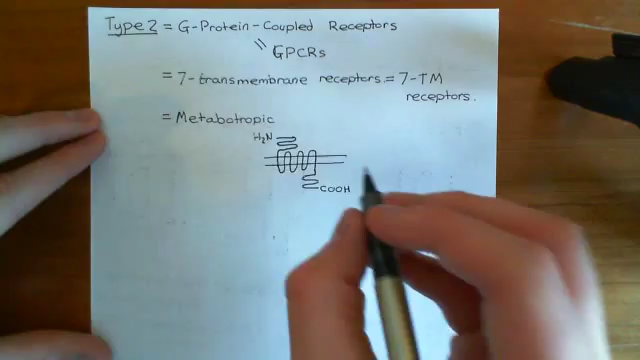 Type 2 = G-Protein-Coupled Receptors
= GPCRs
= 7-transmembrane receptors = 7-TM
receptors.
= Metabotropic
H₂N
COOH